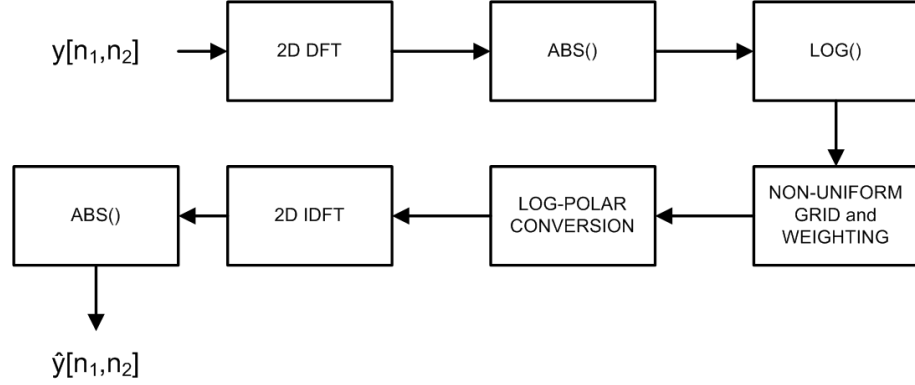 y[n₁,n₂]
2D DFT
ABS()
LOG()
ABS()
2D IDFT
LOG-POLAR
CONVERSION
NON-UNIFORM
GRID and
WEIGHTING
ŷ[n₁,n₂]